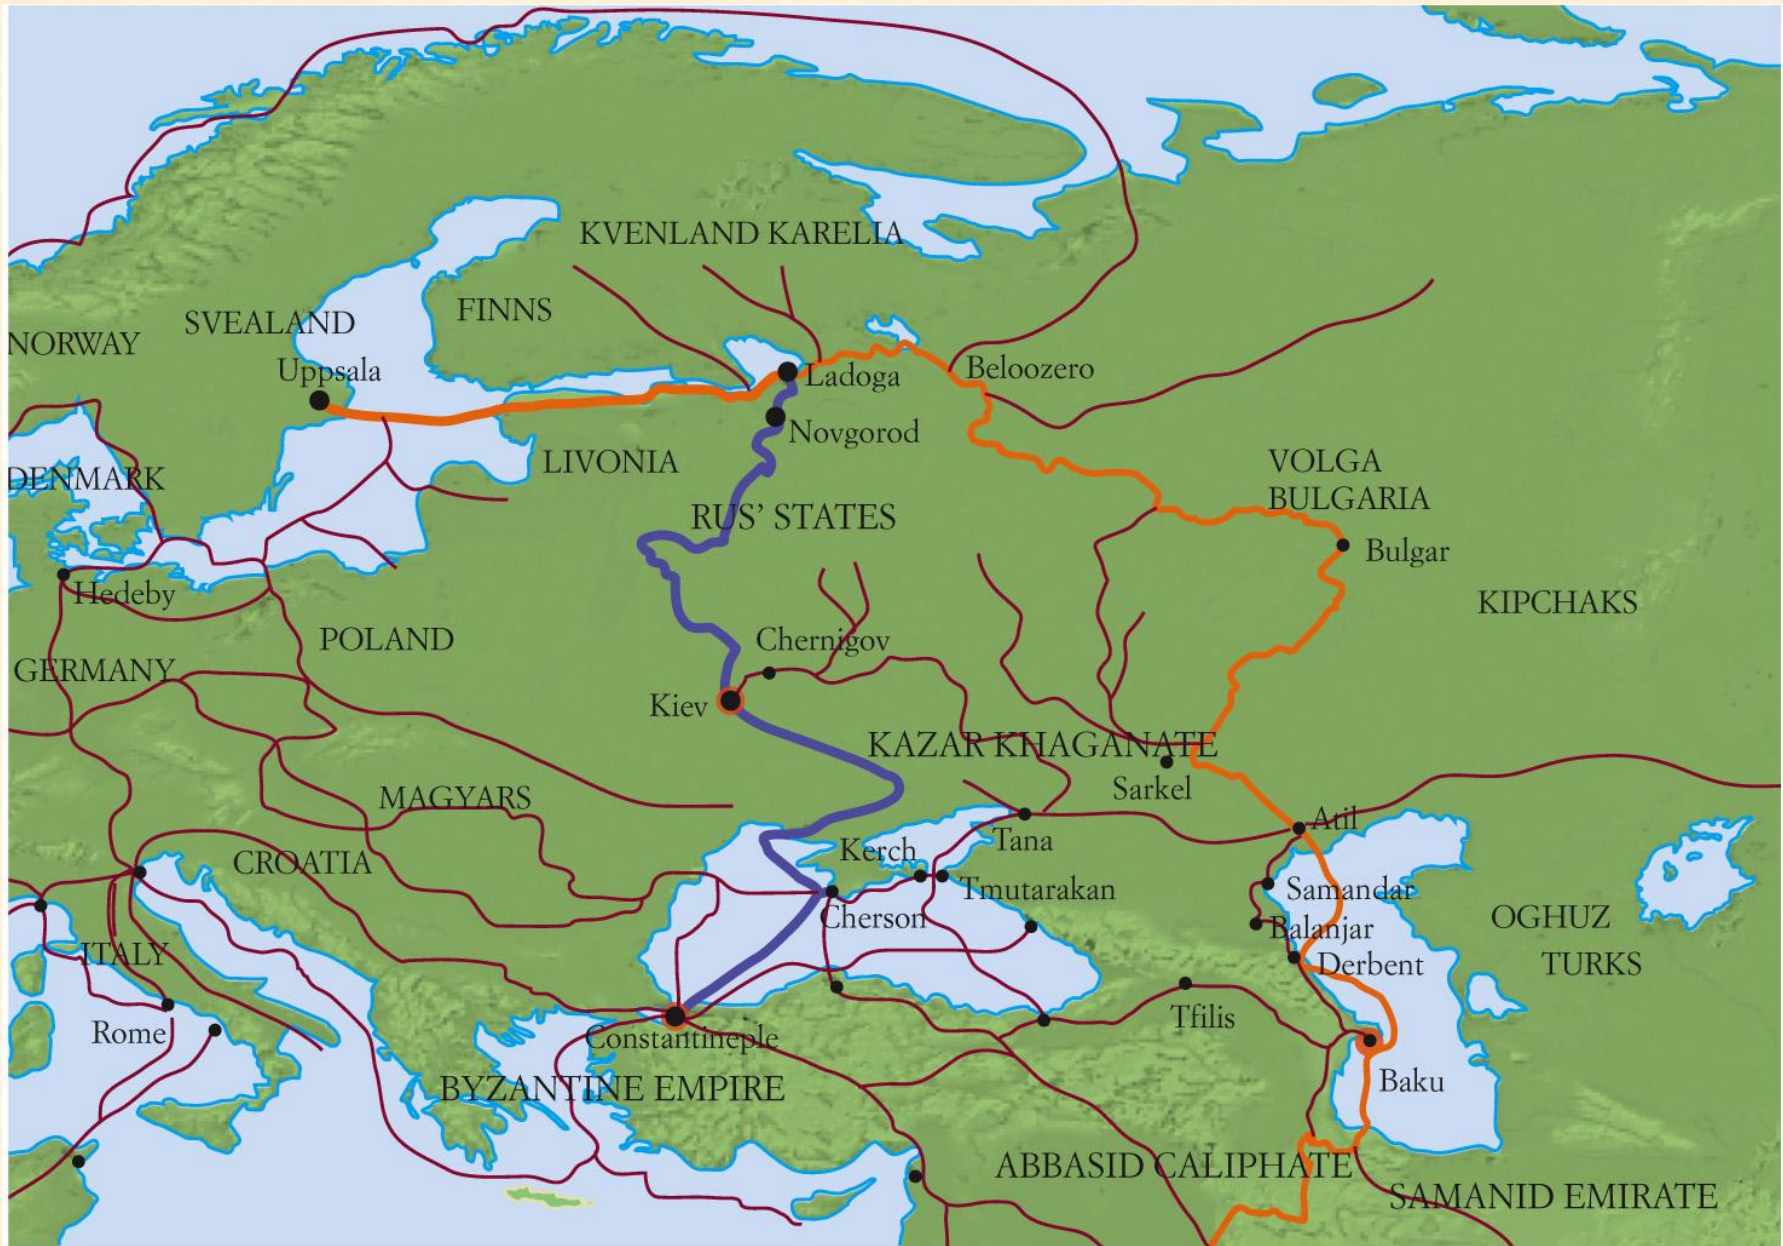 KVENLAND KARELIA
FINNS
SVEALAND
NORWAY
Uppsala
Ladoga
Beloozero
Novgorod
LIVONIA
DENMARK
VOLGA
BULGARIA
RUS’ STATES
Bulgar
Hedeby
KIPCHAKS
POLAND
Chernigov
GERMANY
Kiev
KAZAR KHAGANATE
Sarkel
MAGYARS
Atil
Tana
Kerch
CROATIA
Tmutarakan
Samandar
Cherson
OGHUZ
TURKS
Balanjar
ITALY
Derbent
Tfilis
Rome
Constantineple
BYZANTINE EMPIRE
Baku
ABBASID CALIPHATE
SAMANID EMIRATE